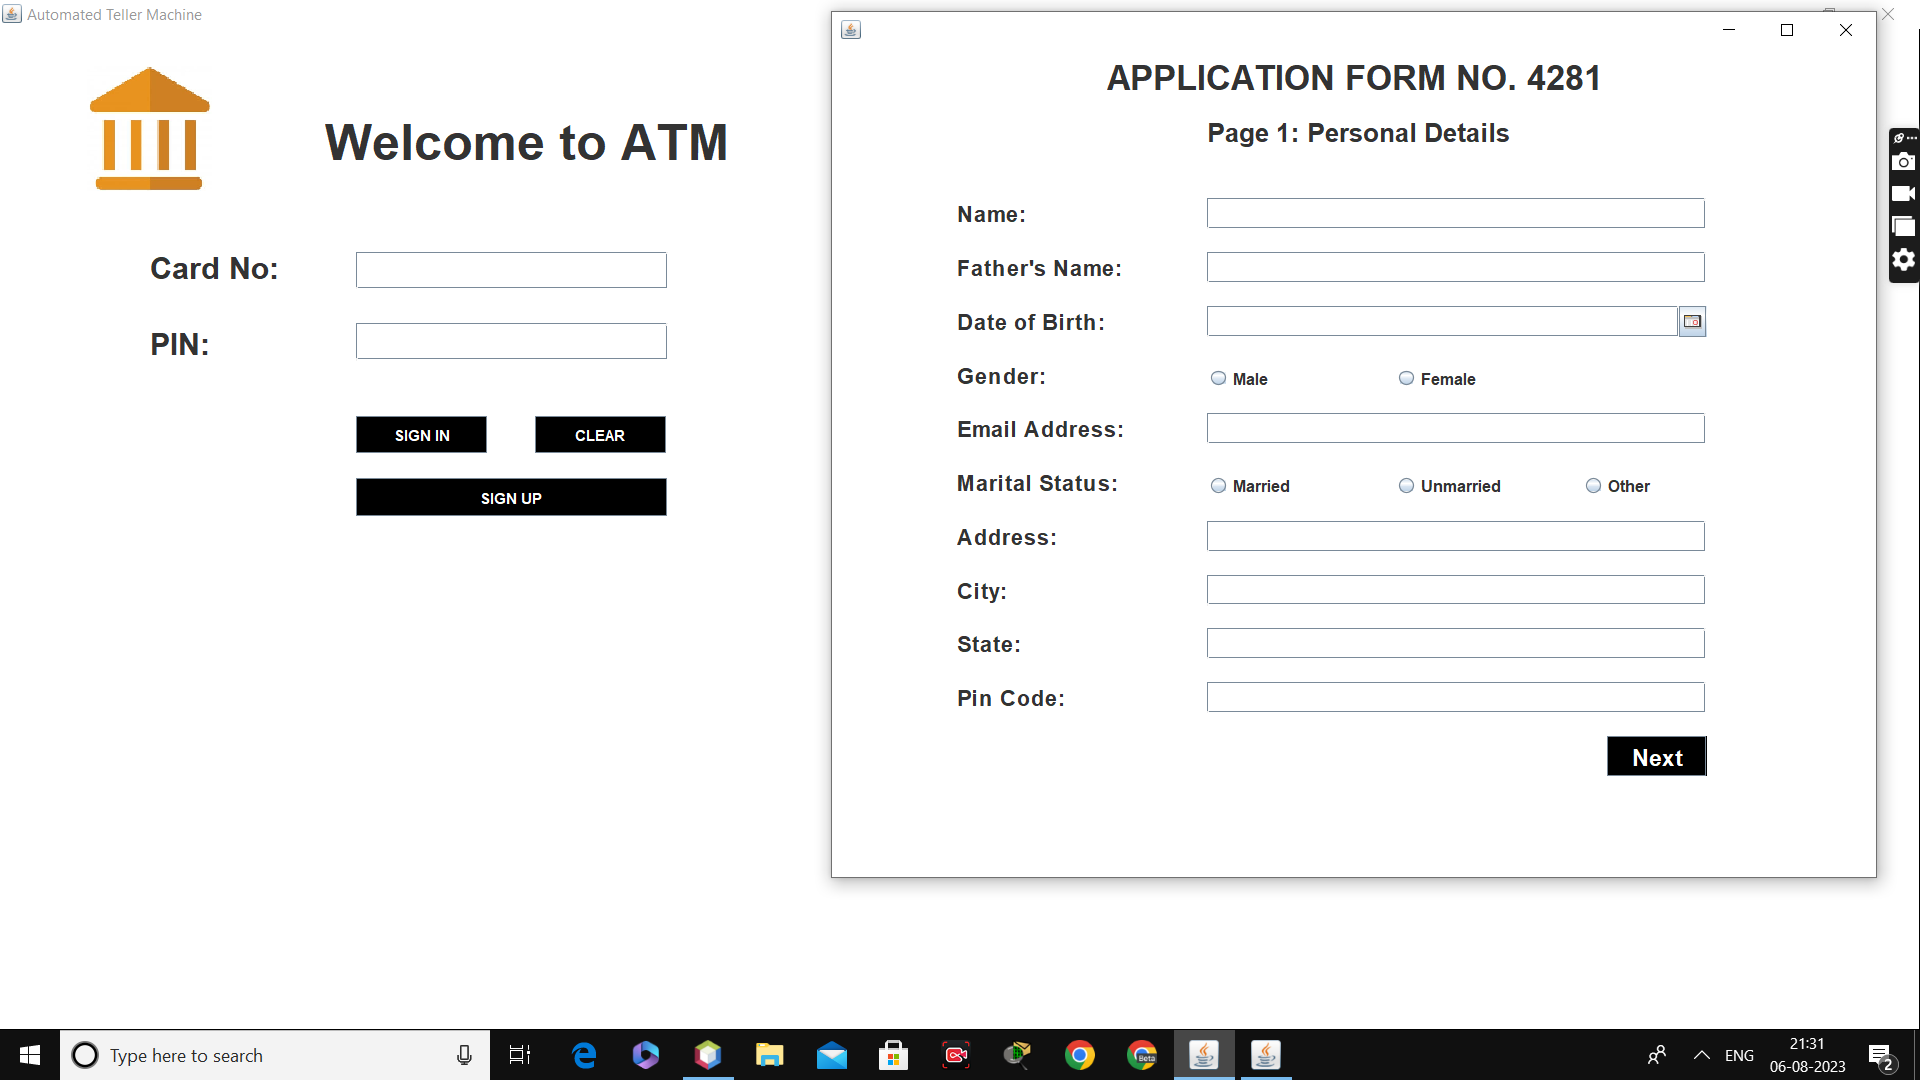 Automated Teller Machine
Welcome to ATM
Card No:
PIN:
SIGN IN CLEAR
SIGN UP
APPLICATION FORM NO. 4281
Page 1: Personal Details
Name:
Father's Name:
Date of Birth:
Gender: Male Female
Email Address:
Marital Status: Married Unmarried Other
Address:
City:
State:
Pin Code:
Next
Type here to search
Beta
ENG
21:31
06-08-2023
2